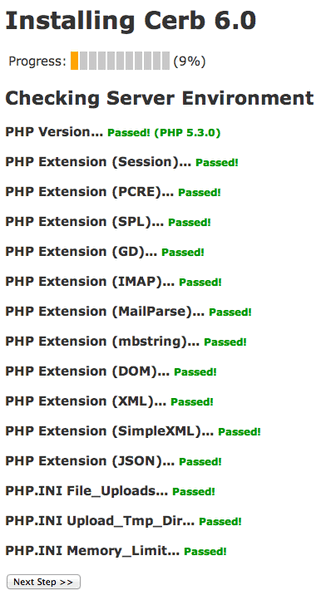 Installing Cerb 6.0
Progress: (9%)
Checking Server Environment
PHP Version... Passed! (PHP 5.3.0)
PHP Extension (Session)... Passed!
PHP Extension (PCRE)... Passed!
PHP Extension (SPL)... Passed!
PHP Extension (GD)... Passed!
PHP Extension (IMAP)... Passed!
PHP Extension (MailParse)... Passed!
PHP Extension (mbstring)... Passed!
PHP Extension (DOM)... Passed!
PHP Extension (XML)... Passed!
PHP Extension (SimpleXML)... Passed!
PHP Extension (JSON)... Passed!
PHP.INI File_Uploads... Passed!
PHP.INI Upload_Tmp_Dir... Passed!
PHP.INI Memory_Limit... Passed!
Next Step >>